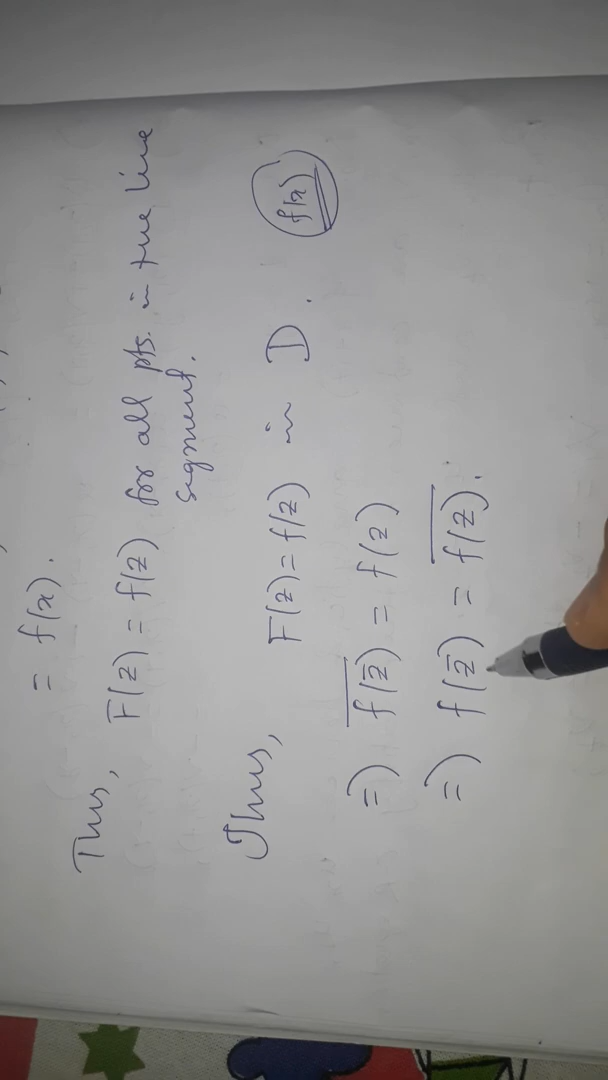 = f(x).
Thus,
F(z) = f(z) for all pts. in the line
segment.
Thus, F(z) = f(z) in D. f(x)
=) \overline{f(\bar{z})} = f(z)
=) f(\bar{z}) = \overline{f(z)}.